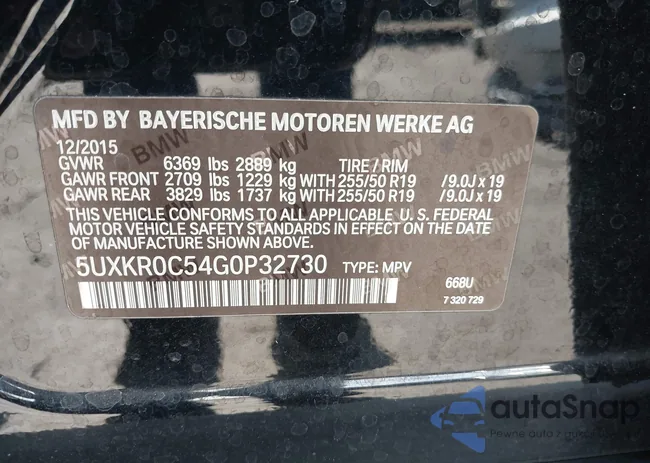 MFD BY BAYERISCHE MOTOREN WERKE AG
12/2015
GVWR 6369 lbs 2889 kg TIRE / RIM
GAWR FRONT 2709 lbs 1229 kg WITH 255/50 R19 /9.0J x 19
GAWR REAR 3829 lbs 1737 kg WITH 255/50 R19 /9.0J x 19
THIS VEHICLE CONFORMS TO ALL APPLICABLE U. S. FEDERAL
MOTOR VEHICLE SAFETY STANDARDS IN EFFECT ON THE DATE
OF MANUFACTURE SHOWN ABOVE.
5UXKR0C54G0P32730 TYPE: MPV
668U
7 320 729
autoSnap
Pewne auto z